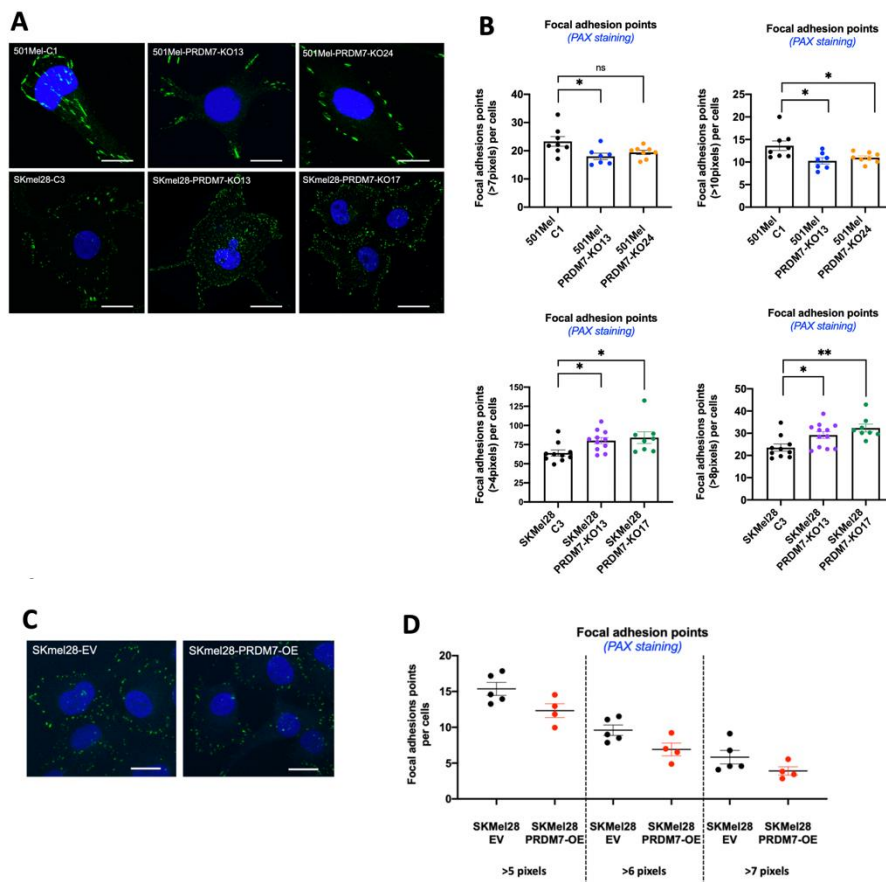 A
501Mel-C1
501Mel-PRDM7-KO13
501Mel-PRDM7-KO24
SKmel28-C3
SKmel28-PRDM7-KO13
SKmel28-PRDM7-KO17
B
Focal adhesion points
(PAX staining)
Focal adhesions points
(>7pixels) per cells
40
30
20
10
0
*
ns
501Mel
C1
501Mel
PRDM7-KO13
501Mel
PRDM7-KO24
Focal adhesion points
(PAX staining)
Focal adhesions points
(>10pixels) per cells
25
20
15
10
5
0
*
*
501Mel
C1
501Mel
PRDM7-KO13
501Mel
PRDM7-KO24
Focal adhesion points
(PAX staining)
Focal adhesions points
(>4pixels) per cells
150
125
100
75
50
25
0
*
*
SKMel28
C3
SKMel28
PRDM7-KO13
SKMel28
PRDM7-KO17
Focal adhesion points
(PAX staining)
Focal adhesions points
(>8pixels) per cells
50
40
30
20
10
0
*
**
SKMel28
C3
SKMel28
PRDM7-KO13
SKMel28
PRDM7-KO17
C
SKmel28-EV
SKmel28-PRDM7-OE
D
Focal adhesion points
(PAX staining)
Focal adhesions points
per cells
20
15
10
5
0
SKMel28
EV
SKMel28
PRDM7-OE
SKMel28
EV
SKMel28
PRDM7-OE
SKMel28
EV
SKMel28
PRDM7-OE
>5 pixels
>6 pixels
>7 pixels